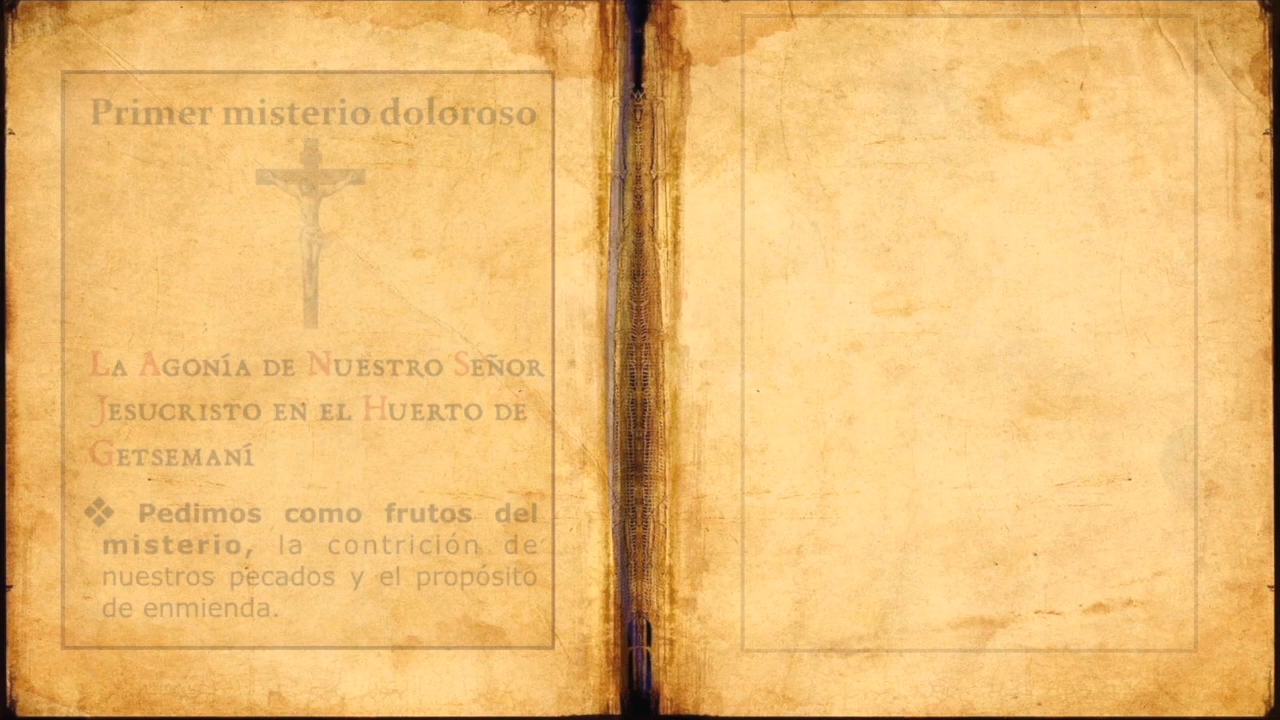 Primer misterio doloroso
La Agonía de Nuestro Señor
Jesucristo en el Huerto de
Getsemaní
❖ Pedimos como frutos del
misterio, la contrición de
nuestros pecados y el propósito
de enmienda.